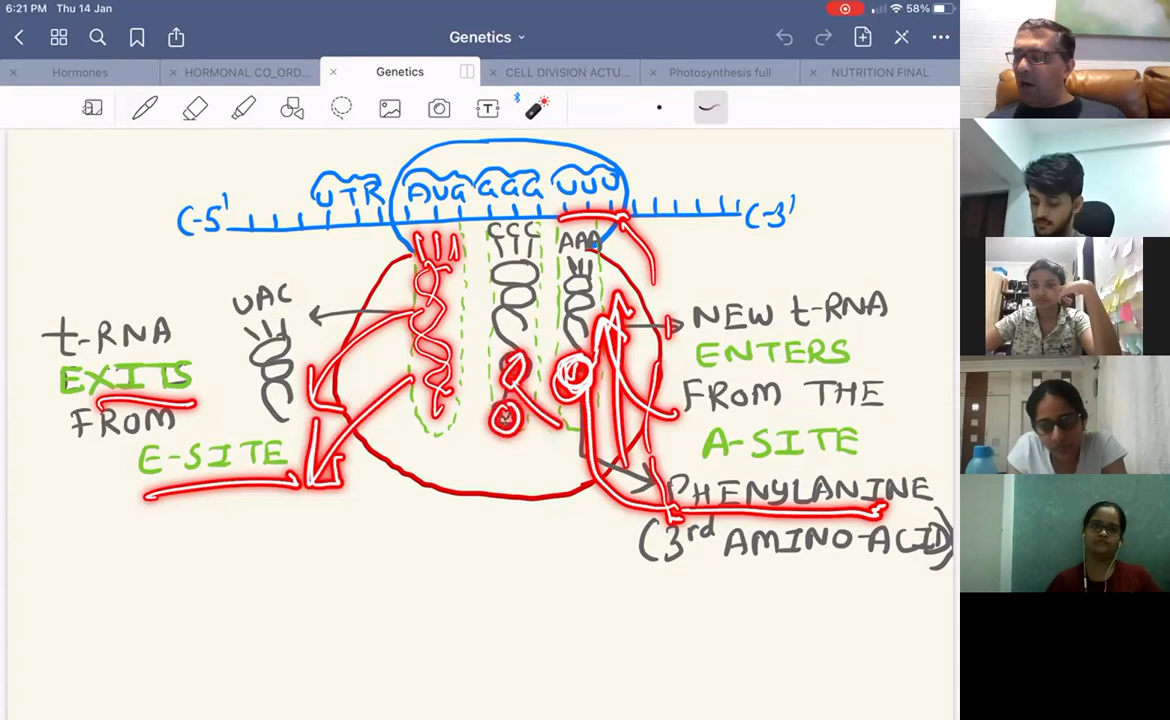 6:21 PM Thu 14 Jan
58%
Genetics
Hormones
HORMONAL CO_ORD...
Genetics
CELL DIVISION ACTU...
Photosynthesis full
NUTRITION FINAL
T
UTR AUG GGG UUU
C-5' C-3'
CCC AAA
UAC
t-RNA
EXITS
FROM
E-SITE
NEW t-RNA
ENTERS
FROM THE
A-SITE
PHENYLANINE
(3rd AMINO-ACID)